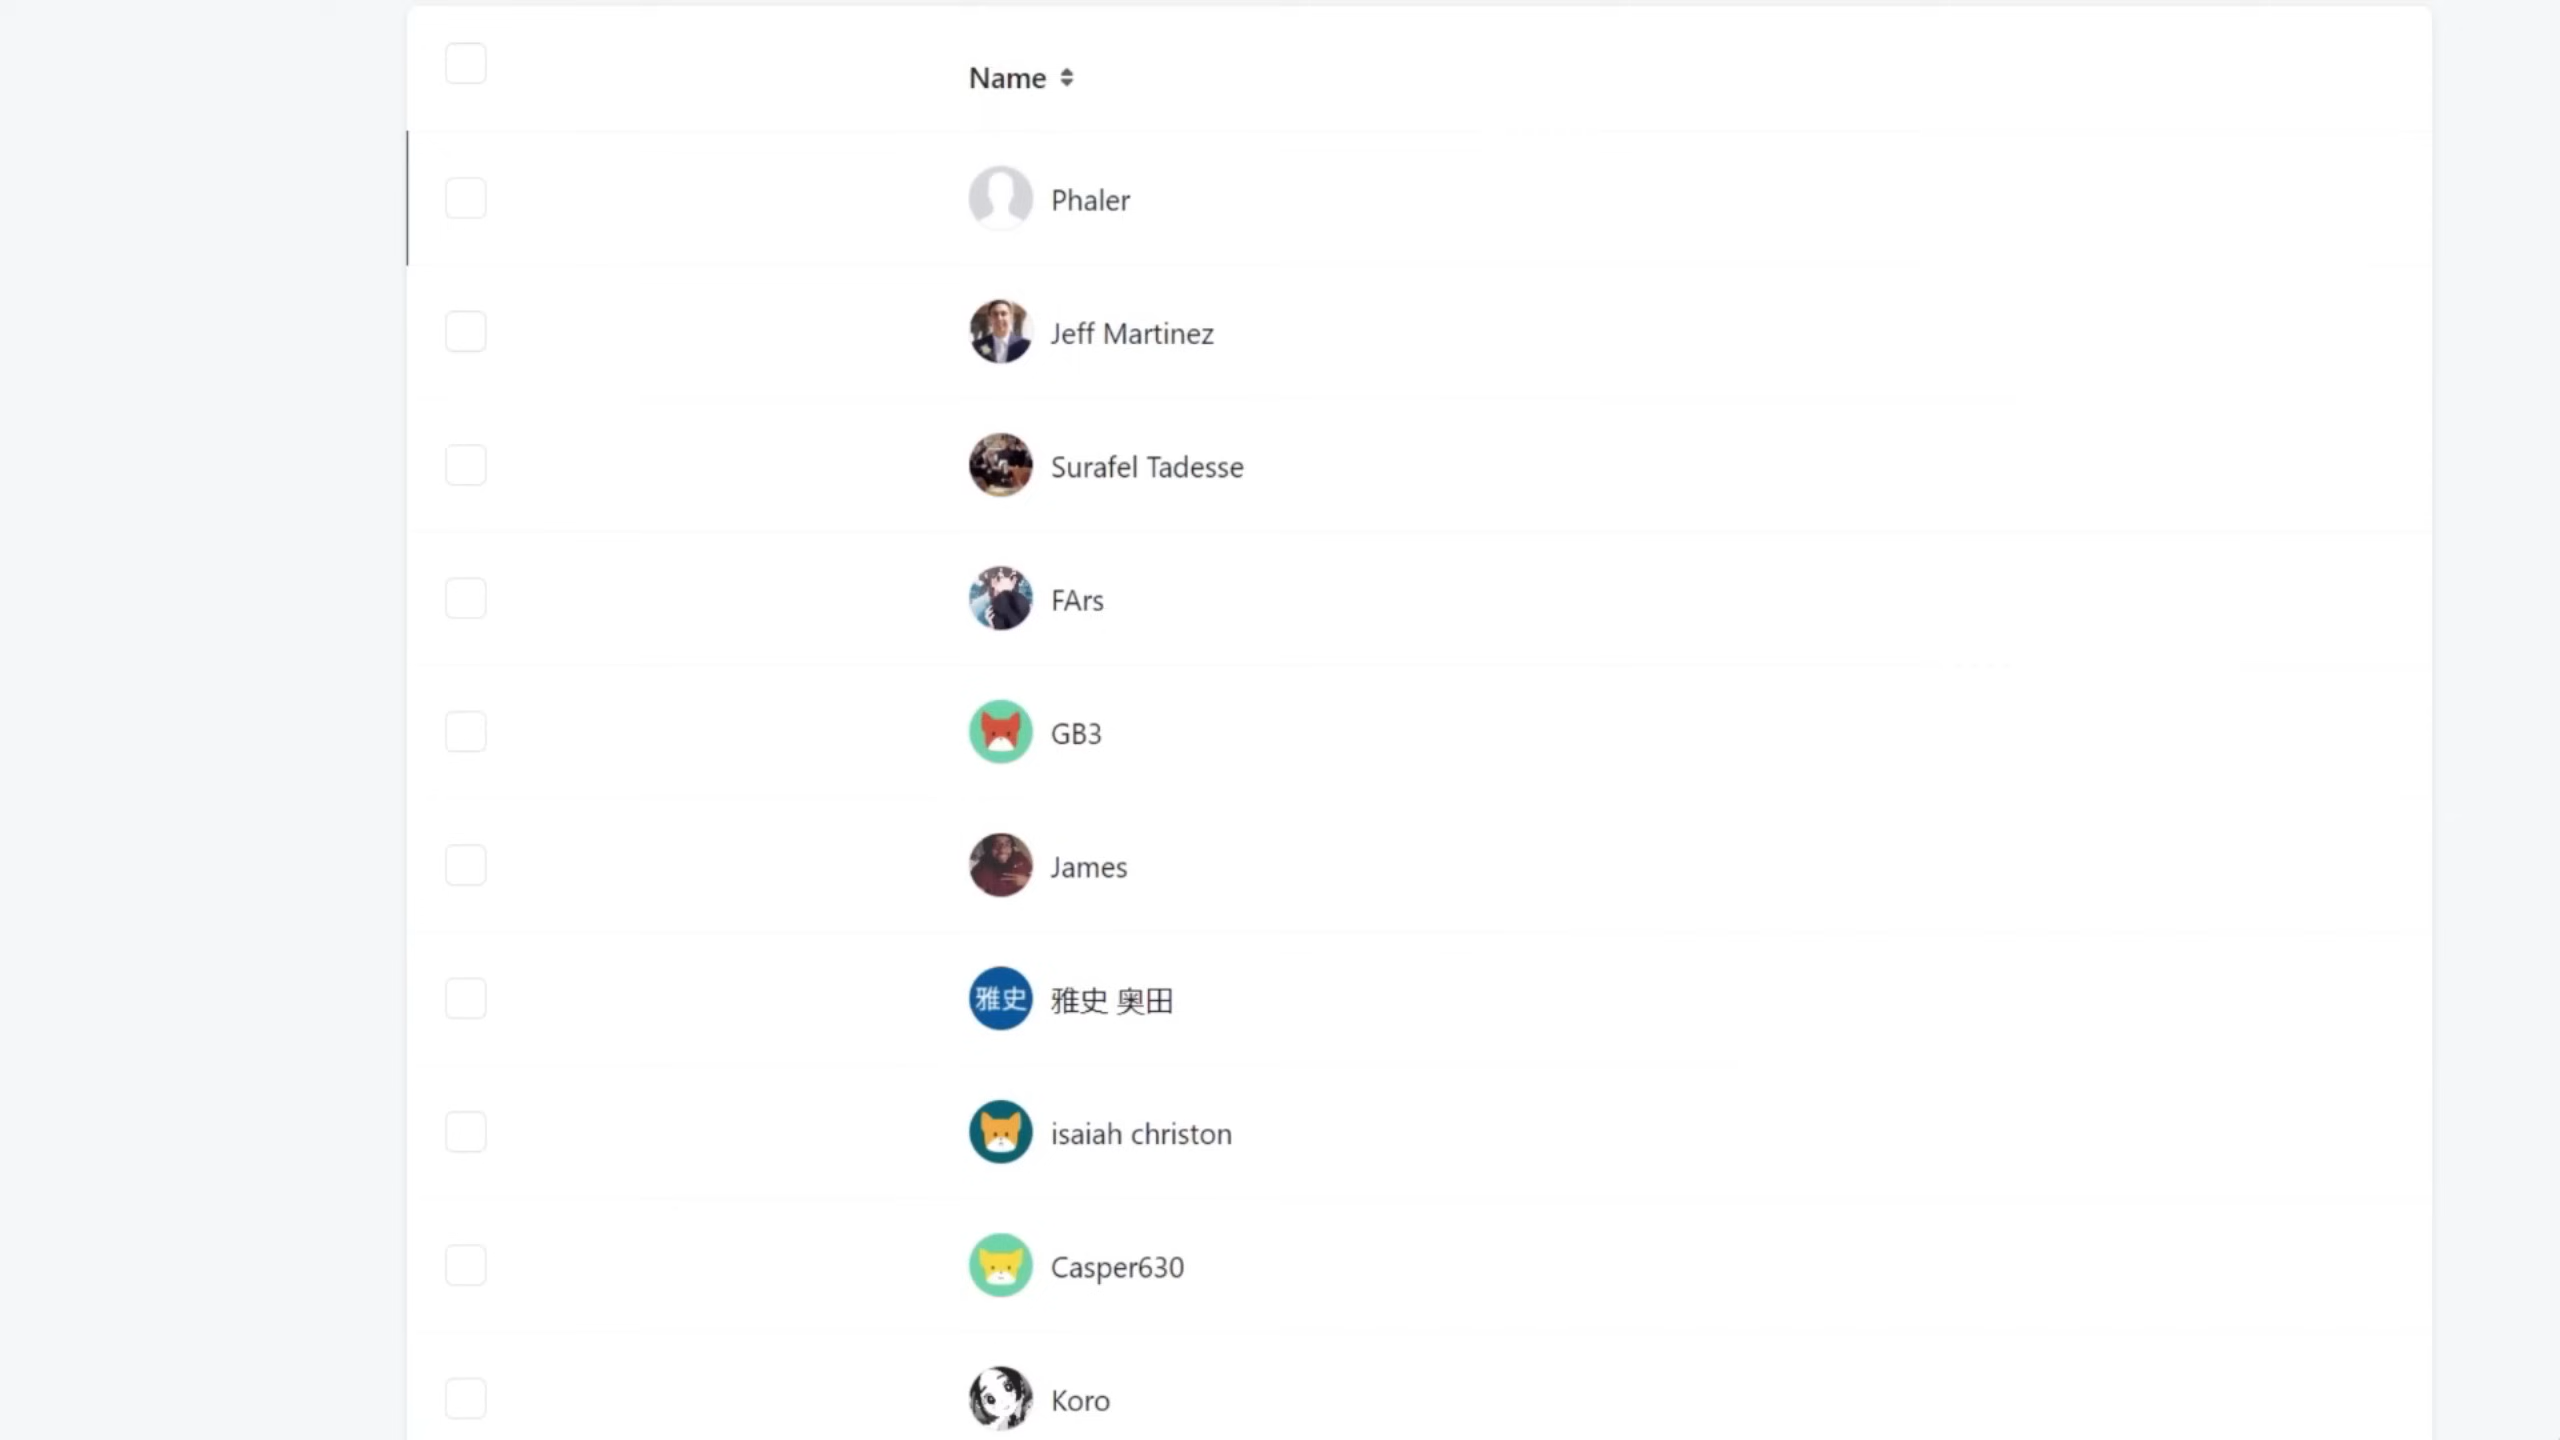 Name
Phaler
Jeff Martinez
Surafel Tadesse
FArs
GB3
James
雅史 雅史 奥田
isaiah christon
Casper630
Koro